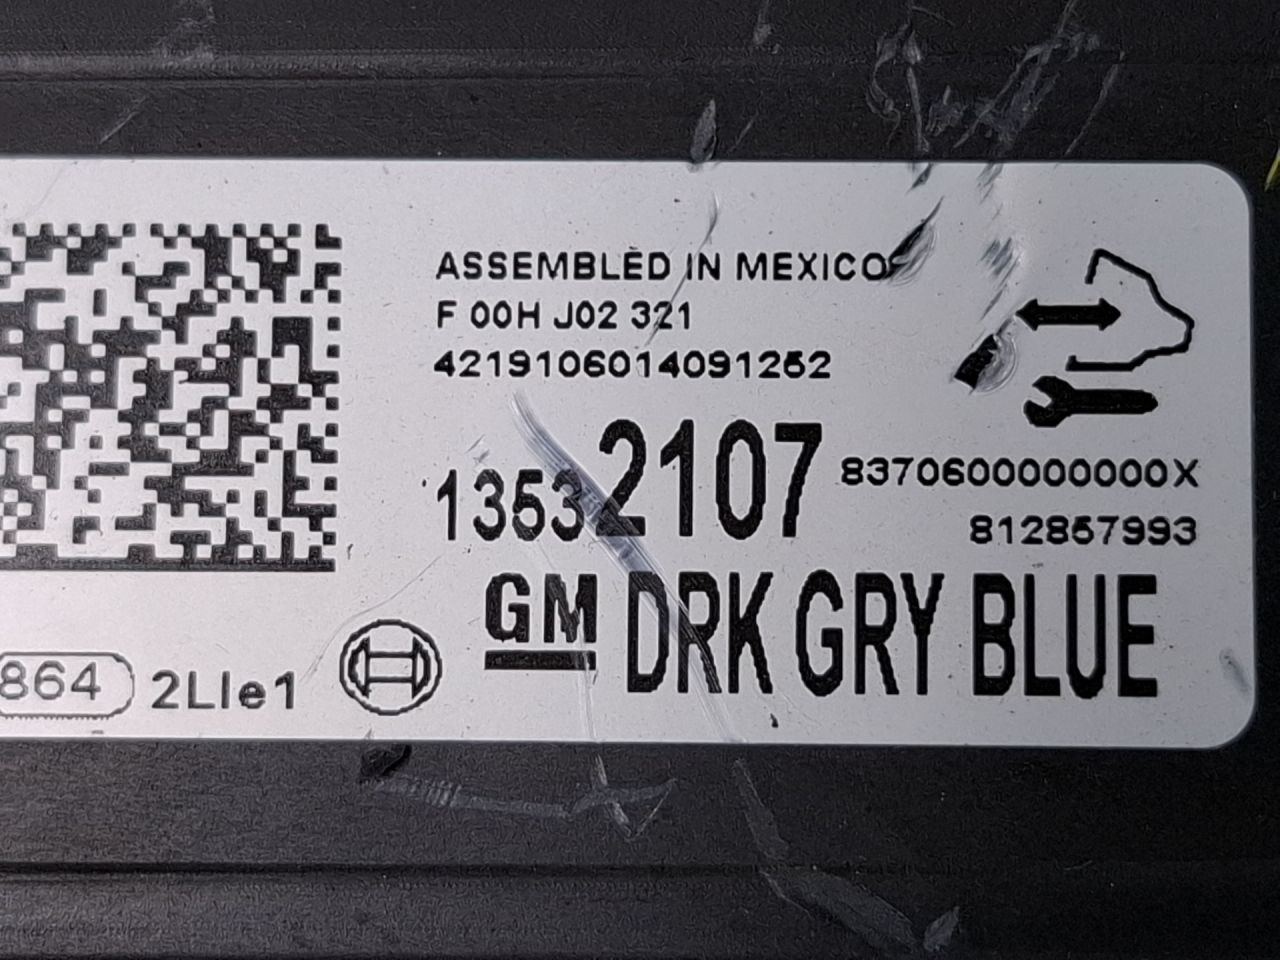 ASSEMBLED IN MEXICO
F 00H J02 321
4219106014091252
13532107
8370600000000X
812857993
GM DRK GRY BLUE
864 2LIe1